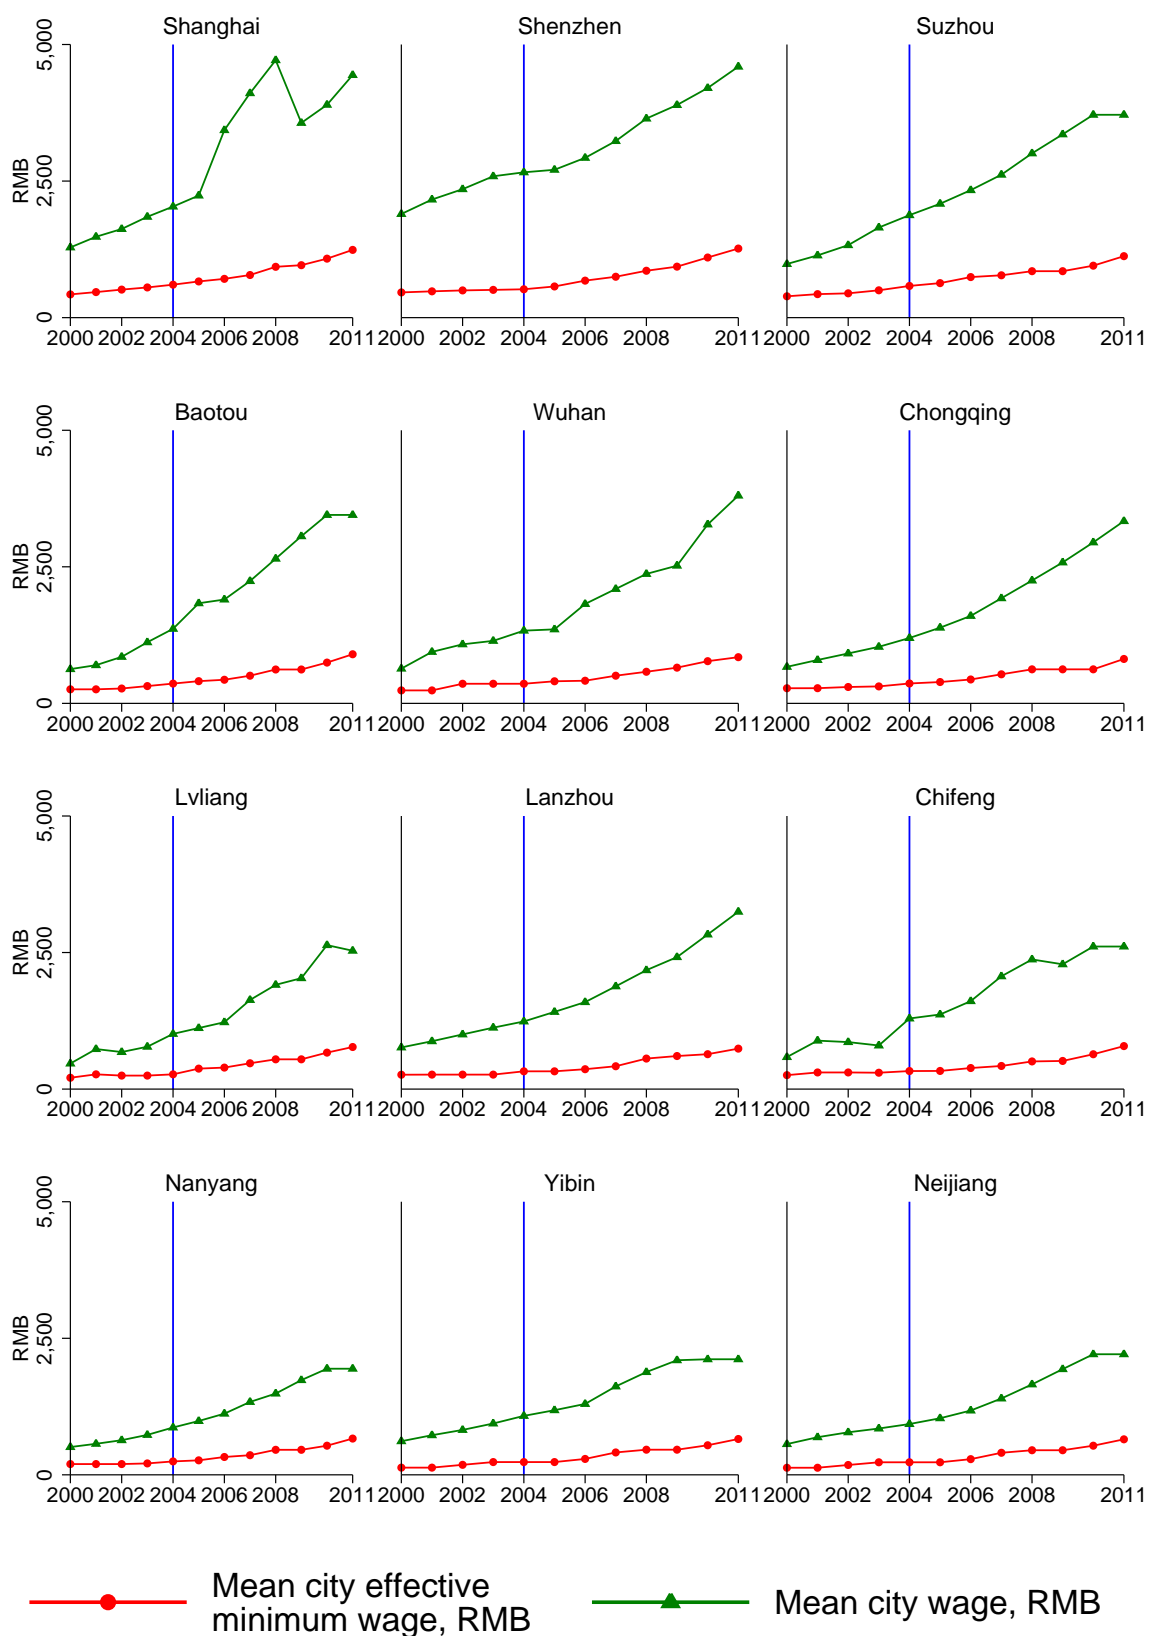 Shanghai Shenzhen Suzhou
5,000
2,500
0
RMB
2000 2002 2004 2006 2008 2011 2000 2002 2004 2006 2008 2011 2000 2002 2004 2006 2008 2011
Baotou Wuhan Chongqing
5,000
2,500
0
RMB
2000 2002 2004 2006 2008 2011 2000 2002 2004 2006 2008 2011 2000 2002 2004 2006 2008 2011
Lvliang Lanzhou Chifeng
5,000
2,500
0
RMB
2000 2002 2004 2006 2008 2011 2000 2002 2004 2006 2008 2011 2000 2002 2004 2006 2008 2011
Nanyang Yibin Neijiang
5,000
2,500
0
RMB
2000 2002 2004 2006 2008 2011 2000 2002 2004 2006 2008 2011 2000 2002 2004 2006 2008 2011
Mean city effective
minimum wage, RMB
Mean city wage, RMB